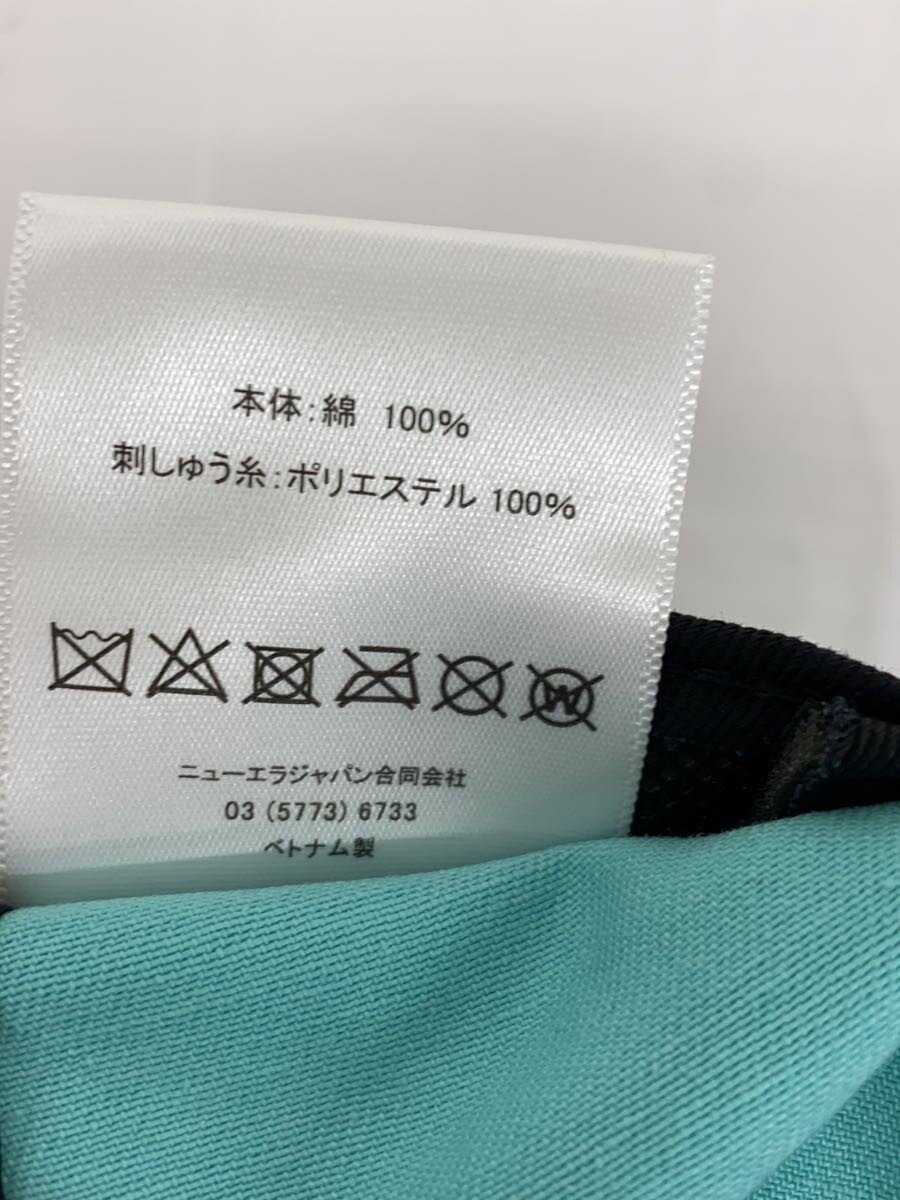 本体:綿 100%
刺しゅう糸:ポリエステル 100%
W
ニューエラジャパン合同会社
03 (5773) 6733
ベトナム製